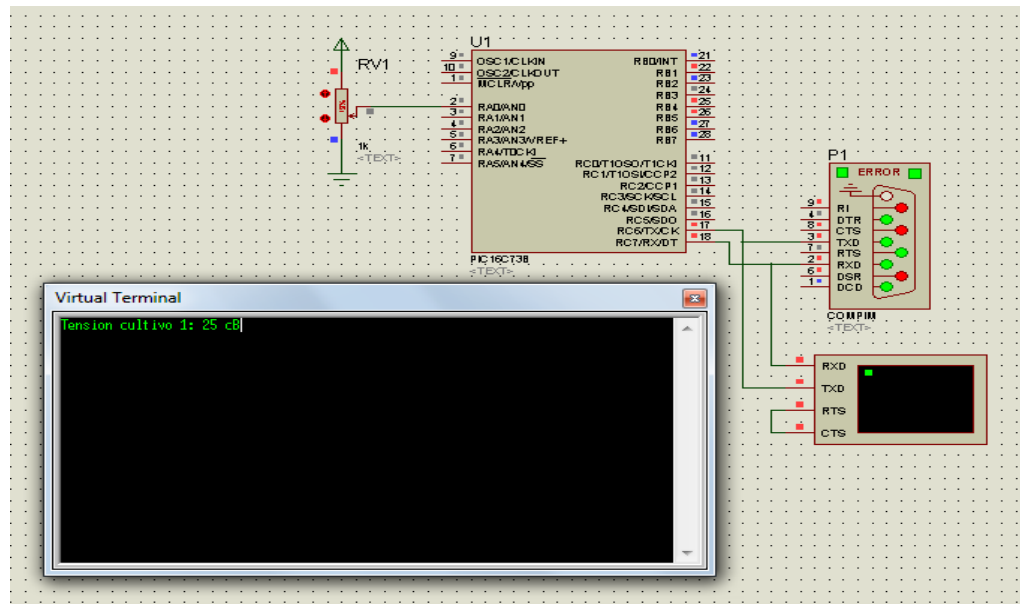 RV1
1k
<TEXT>
U1
9
10
1
2
3
4
5
6
7
OSC1/CLKIN
OSC2/CLKOUT
MCLR/Vpp
RA0/AN0
RA1/AN1
RA2/AN2
RA3/AN3/VREF+
RA4/T0CKI
RA5/AN4/SS
RB0/INT
RB1
RB2
RB3
RB4
RB5
RB6
RB7
RC0/T1OSO/T1CKI
RC1/T1OSI/CCP2
RC2/CCP1
RC3/SCK/SCL
RC4/SDI/SDA
RC5/SDO
RC6/TX/CK
RC7/RX/DT
21
22
23
24
25
26
27
28
11
12
13
14
15
16
17
18
PIC16C73B
<TEXT>
P1
ERROR
9
4
8
3
7
2
6
1
RI
DTR
CTS
TXD
RTS
RXD
DSR
DCD
COMPIM
<TEXT>
RXD
TXD
RTS
CTS
Virtual Terminal
Tension cultivo 1: 25 cB